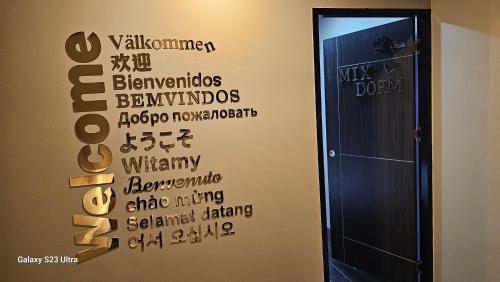 Welcome
Välkommen
欢迎
Bienvenidos
BEMVINDOS
Добро пожаловать
ようこそ
Witamy
Benvenuto
chào mừng
Selamat datang
어서 오십시오
MIX
DORM
Galaxy S23 Ultra